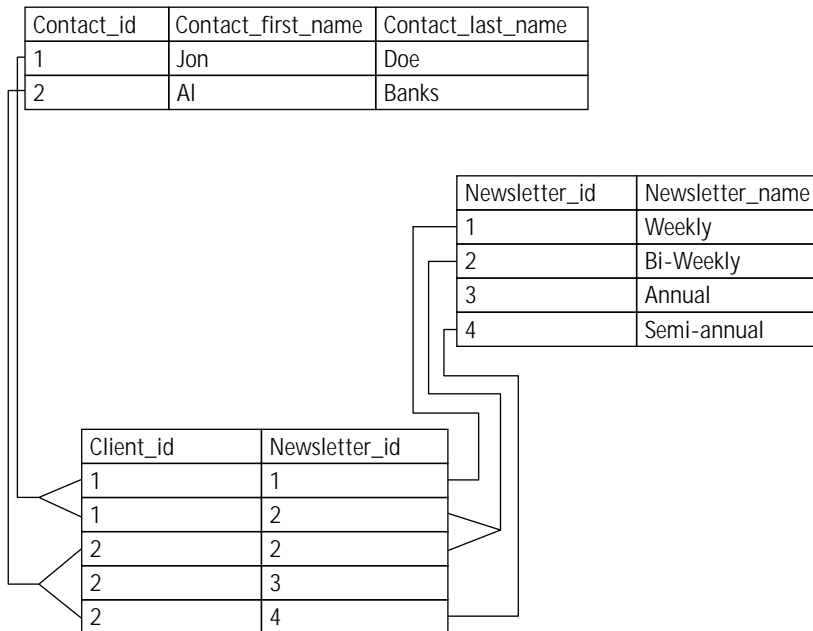 Contact_id Contact_first_name Contact_last_name
1 Jon Doe
2 Al Banks
Newsletter_id Newsletter_name
1 Weekly
2 Bi-Weekly
3 Annual
4 Semi-annual
Client_id Newsletter_id
1 1
1 2
2 2
2 3
2 4